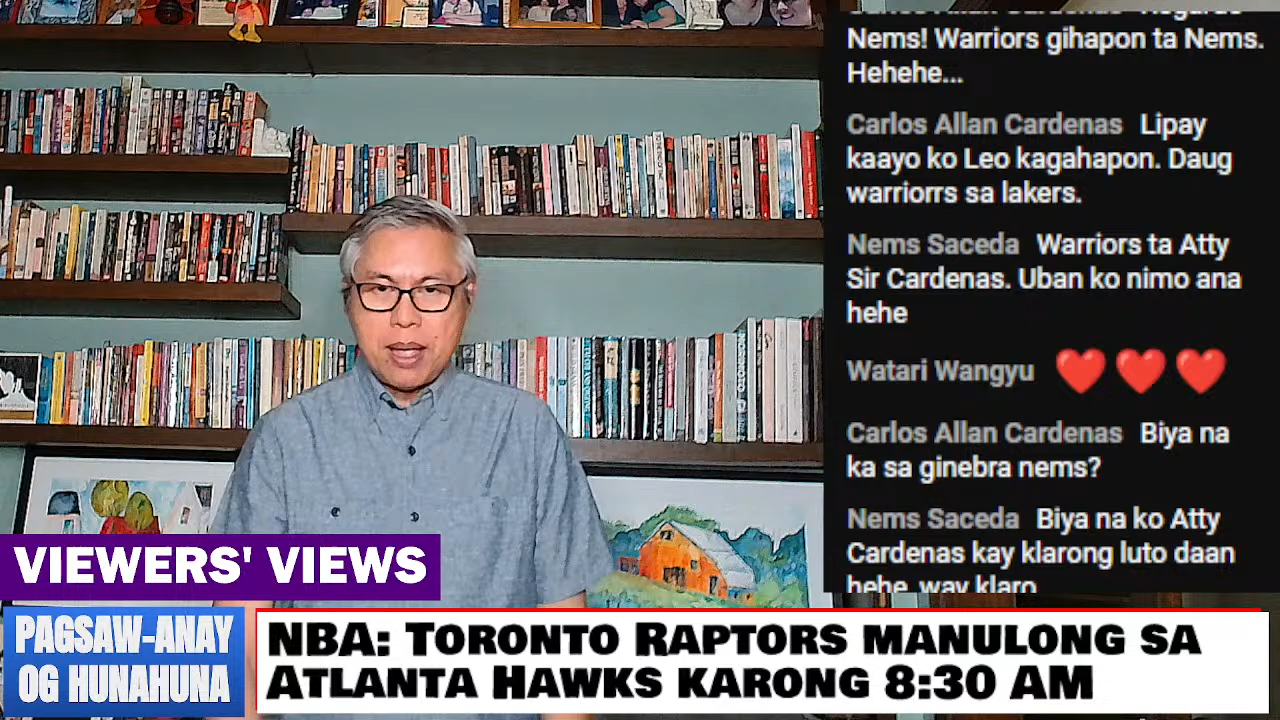 Nems! Warriors gihapon ta Nems.
Hehehe...
Carlos Allan Cardenas Lipay
kaayo ko Leo kagahapon. Daug
warriorrs sa lakers.
Nems Saceda Warriors ta Atty
Sir Cardenas. Uban ko nimo ana
hehe
Watari Wangyu
Carlos Allan Cardenas Biya na
ka sa ginebra nems?
Nems Saceda Biya na ko Atty
Cardenas kay klarong luto daan
hehe way klaro
VIEWERS' VIEWS
PAGSAW-ANAY
OG HUNAHUNA
NBA: TORONTO RAPTORS MANULONG SA
ATLANTA HAWKS KARONG 8:30 AM